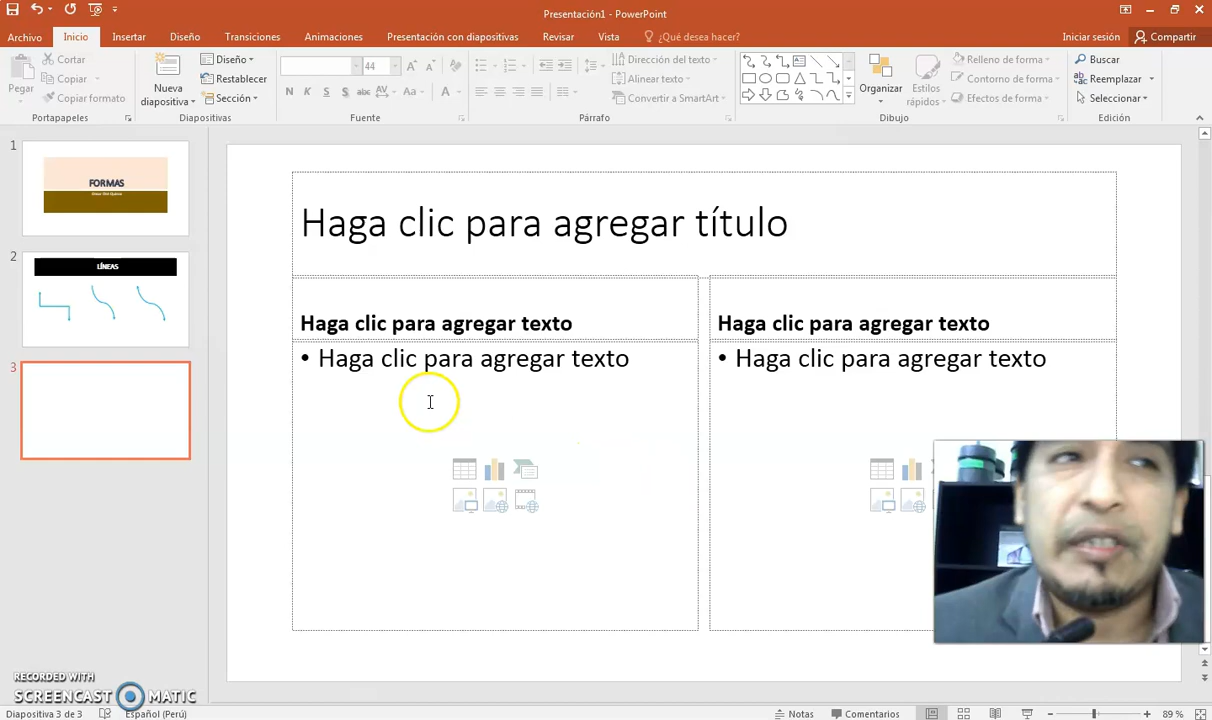 Presentación1 - PowerPoint
Archivo Inicio Insertar Diseño Transiciones Animaciones Presentación con diapositivas Revisar Vista ¿Qué desea hacer? Iniciar sesión Compartir
Pegar
Cortar
Copiar
Copiar formato
Portapapeles
Nueva diapositiva
Diseño
Restablecer
Sección
Diapositivas
44
N K S S abc AV Aa A
Fuente
Dirección del texto
Alinear texto
Convertir a SmartArt
Párrafo
Organizar
Estilos rápidos
Relleno de forma
Contorno de forma
Efectos de forma
Dibujo
Buscar
Reemplazar
Seleccionar
Edición
1
FORMAS
2
LÍNEAS
3
Haga clic para agregar título
Haga clic para agregar texto
• Haga clic para agregar texto
Haga clic para agregar texto
• Haga clic para agregar texto
RECORDED WITH
SCREENCAST MATIC
Diapositiva 3 de 3 Español (Perú) Notas Comentarios 89 %